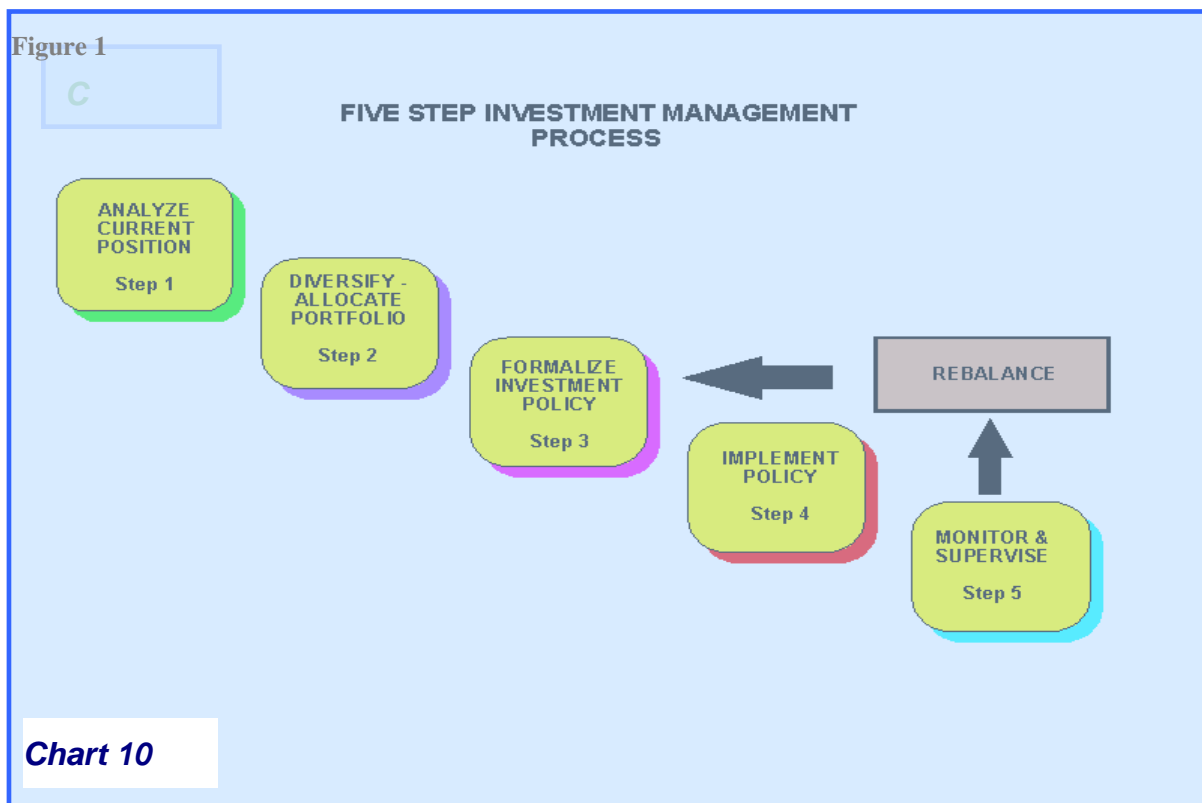 Figure 1
C
FIVE STEP INVESTMENT MANAGEMENT
PROCESS
ANALYZE
CURRENT
POSITION
Step 1
DIVERSIFY -
ALLOCATE
PORTFOLIO
Step 2
FORMALIZE
INVESTMENT
POLICY
Step 3
REBALANCE
IMPLEMENT
POLICY
Step 4
MONITOR &
SUPERVISE
Step 5
Chart 10